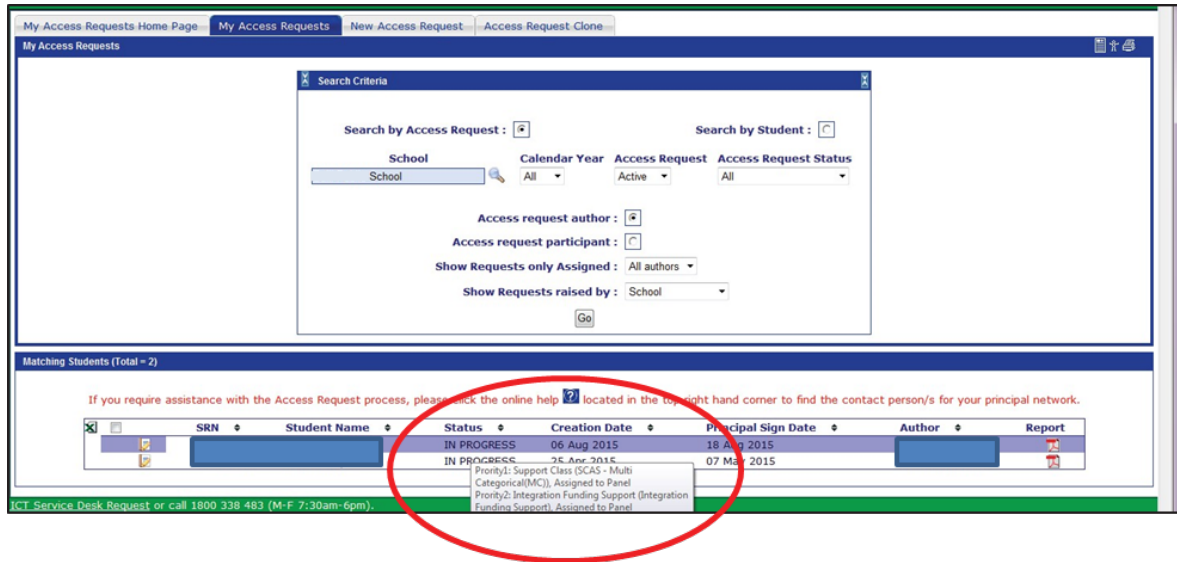 My Access Requests Home Page My Access Requests New Access Request Access Request Clone
My Access Requests
Search Criteria
Search by Access Request : Search by Student :
School Calendar Year Access Request Access Request Status
School All Active All
Access request author :
Access request participant :
Show Requests only Assigned : All authors
Show Requests raised by : School
Go
Matching Students (Total = 2)
If you require assistance with the Access Request process, please click the online help ? located in the top right hand corner to find the contact person/s for your principal network.
SRN Student Name Status Creation Date Principal Sign Date Author Report
IN PROGRESS 06 Aug 2015 18 Aug 2015
IN PROGRESS 25 Apr 2015 07 May 2015
Prority1: Support Class (SCAS - Multi
Categorical(MC)), Assigned to Panel
Prority2: Integration Funding Support (Integration
Funding Support), Assigned to Panel
ICT Service Desk Request or call 1800 338 483 (M-F 7:30am-6pm).